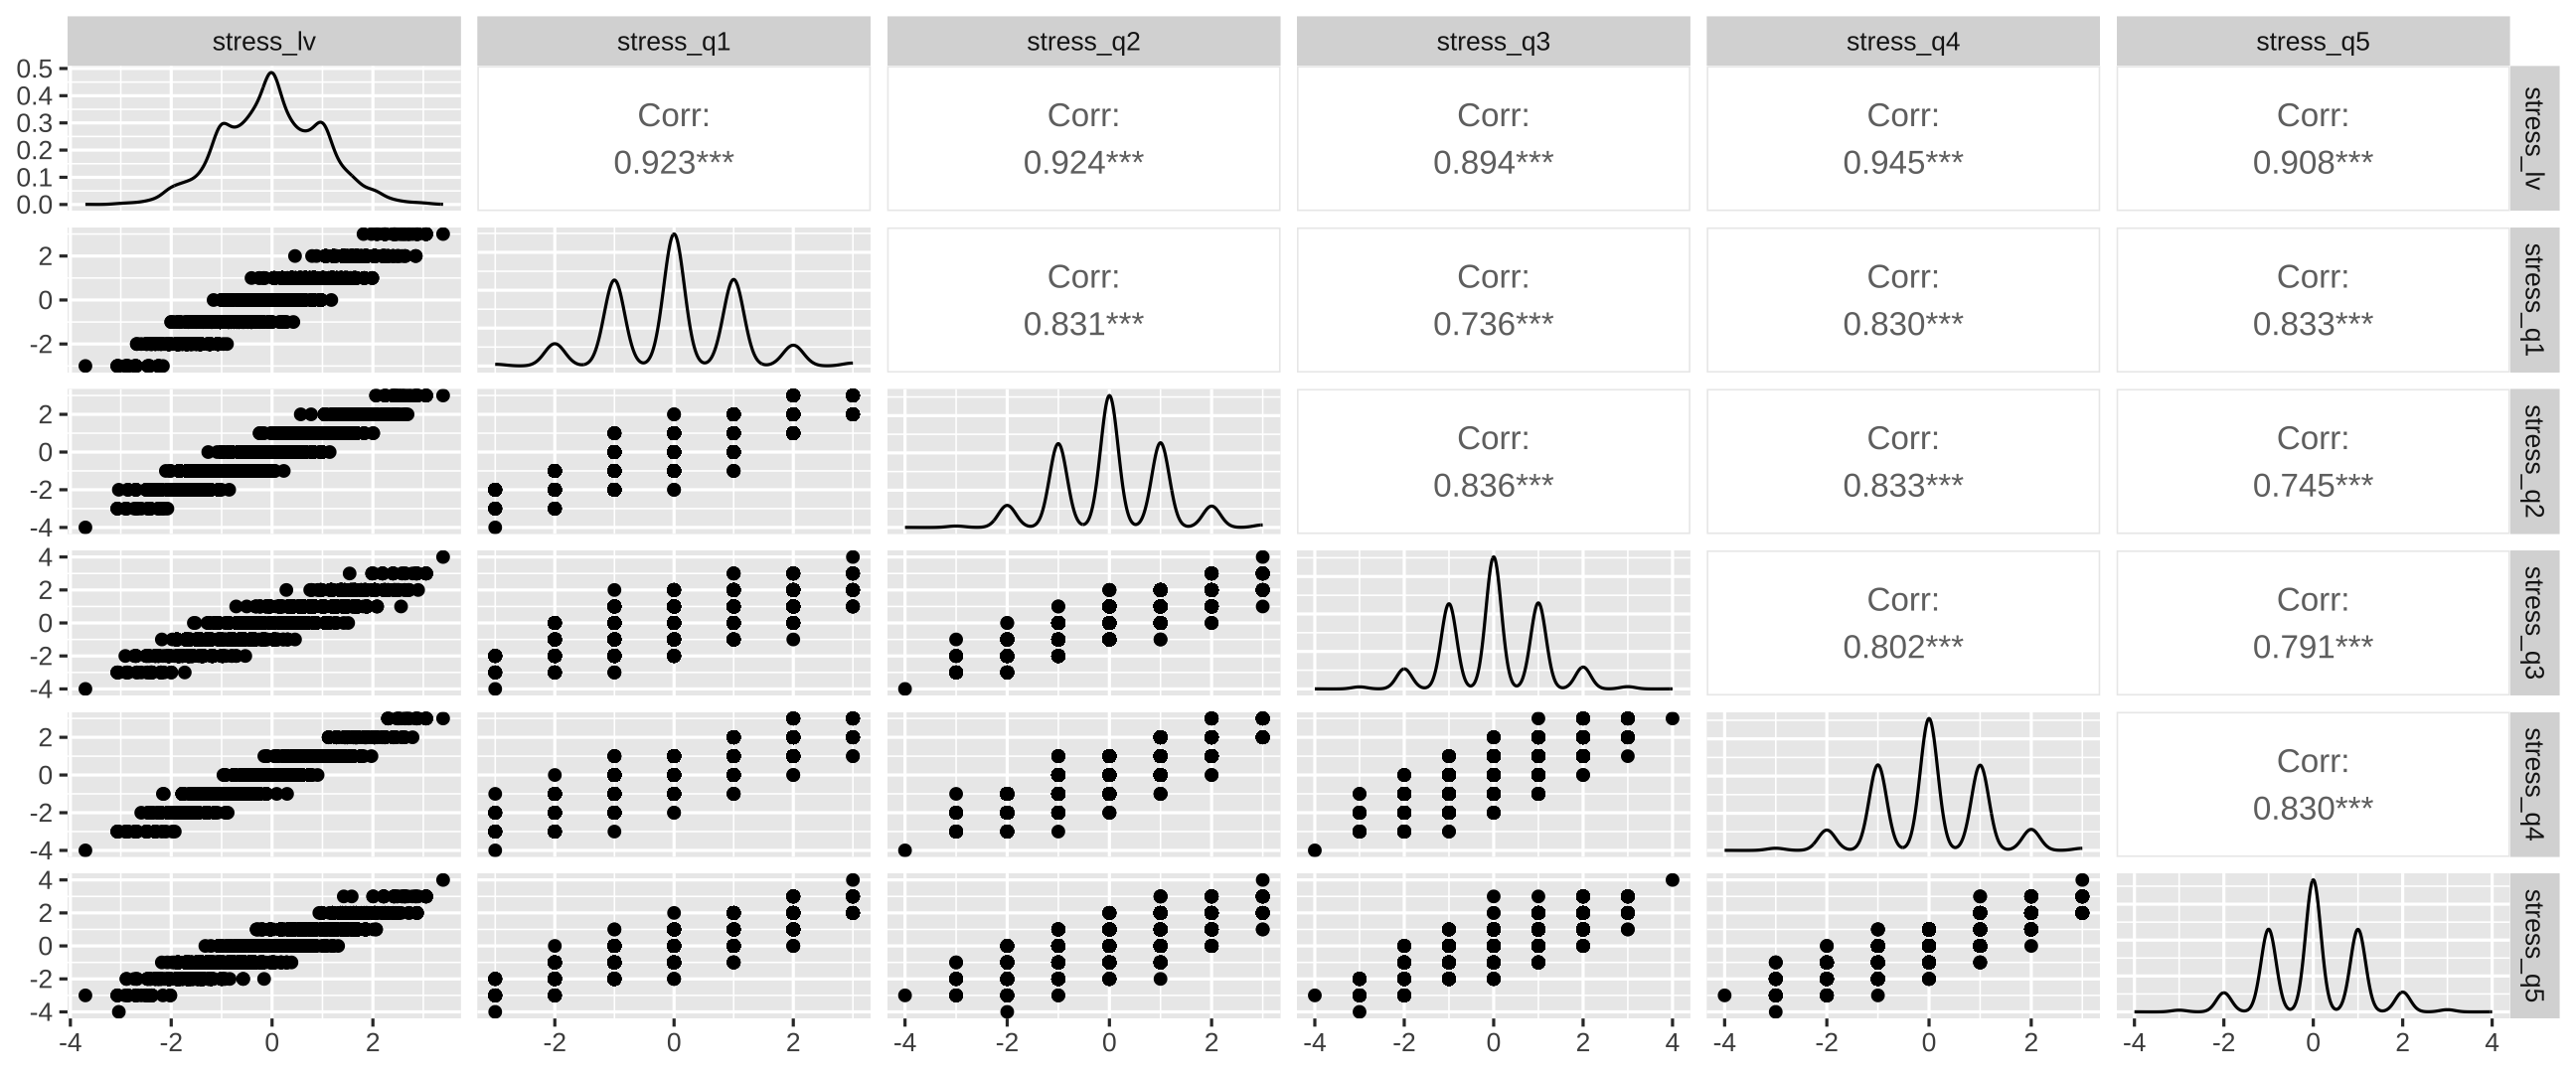 stress_lv stress_q1 stress_q2 stress_q3 stress_q4 stress_q5
0.5
0.4
0.3
0.2
0.1
0.0
Corr:
0.923***
Corr:
0.924***
Corr:
0.894***
Corr:
0.945***
Corr:
0.908***
stress_lv
2
0
-2
Corr:
0.831***
Corr:
0.736***
Corr:
0.830***
Corr:
0.833***
stress_q1
2
0
-2
-4
Corr:
0.836***
Corr:
0.833***
Corr:
0.745***
stress_q2
4
2
0
-2
-4
Corr:
0.802***
Corr:
0.791***
stress_q3
2
0
-2
-4
Corr:
0.830***
stress_q4
4
2
0
-2
-4
stress_q5
-4 -2 0 2
-2 0 2
-4 -2 0 2
-4 -2 0 2 4
-4 -2 0 2
-4 -2 0 2 4